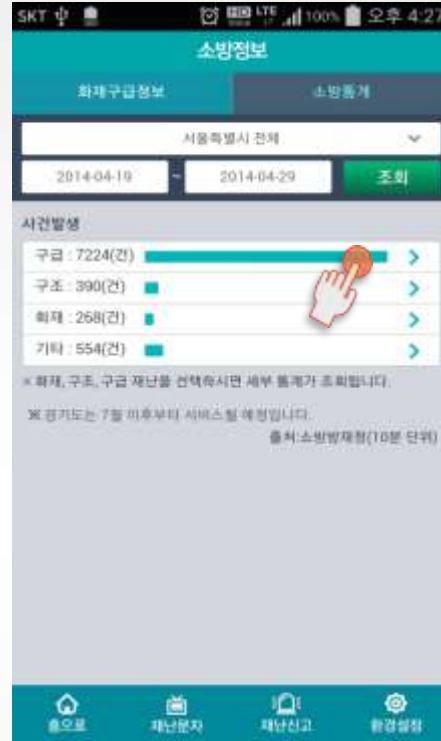 SKT HD LTE 100% 오후 4:27
소방정보
화재구급정보 소방통계
서울특별시 전체
2014-04-19 ~ 2014-04-29 조회
사건발생
구급 : 7224(건)
구조 : 390(건)
화재 : 268(건)
기타 : 554(건)
※ 화재, 구조, 구급 재난을 선택하시면 세부 통계가 조회됩니다.
※ 경기도는 7월 이후부터 서비스될 예정입니다.
출처:소방방재청(10분 단위)
홈으로 재난문자 재난신고 환경설정